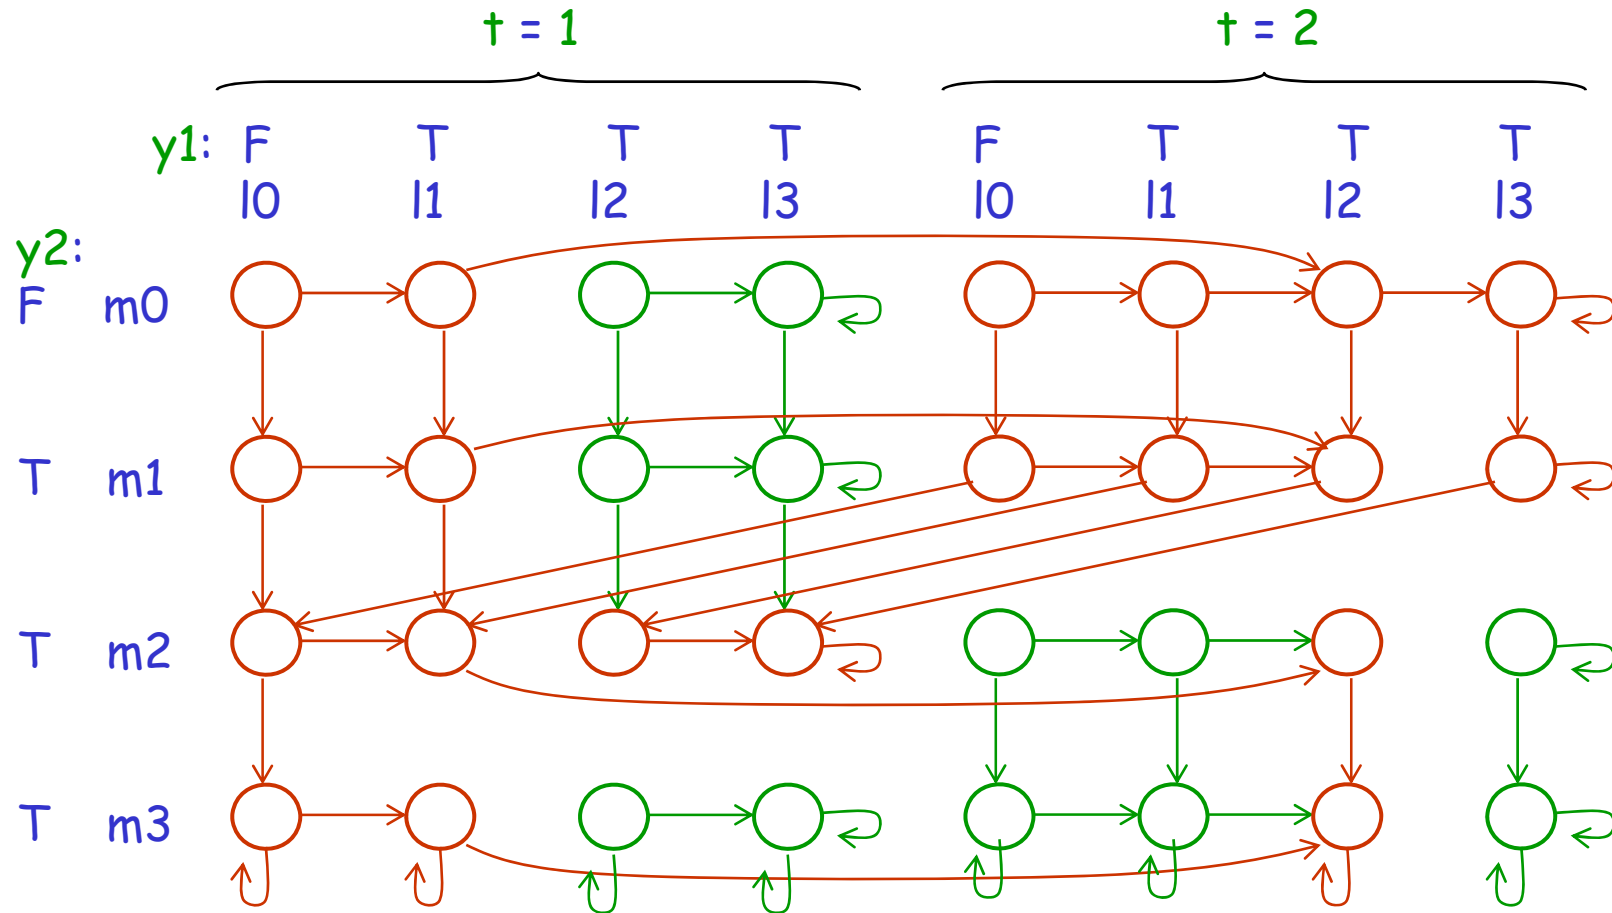 t = 1 t = 2
y1: F T T T F T T T
l0 l1 l2 l3 l0 l1 l2 l3
y2:
F m0
T m1
T m2
T m3